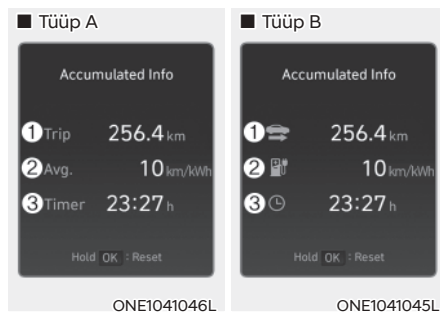 ■ Tüüp A
Accumulated Info
1 Trip 256.4 km
2 Avg. 10 km/kWh
3 Timer 23:27 h
Hold OK : Reset
ONE1041046L
■ Tüüp B
Accumulated Info
1 256.4 km
2 10 km/kWh
3 23:27 h
Hold OK : Reset
ONE1041045L